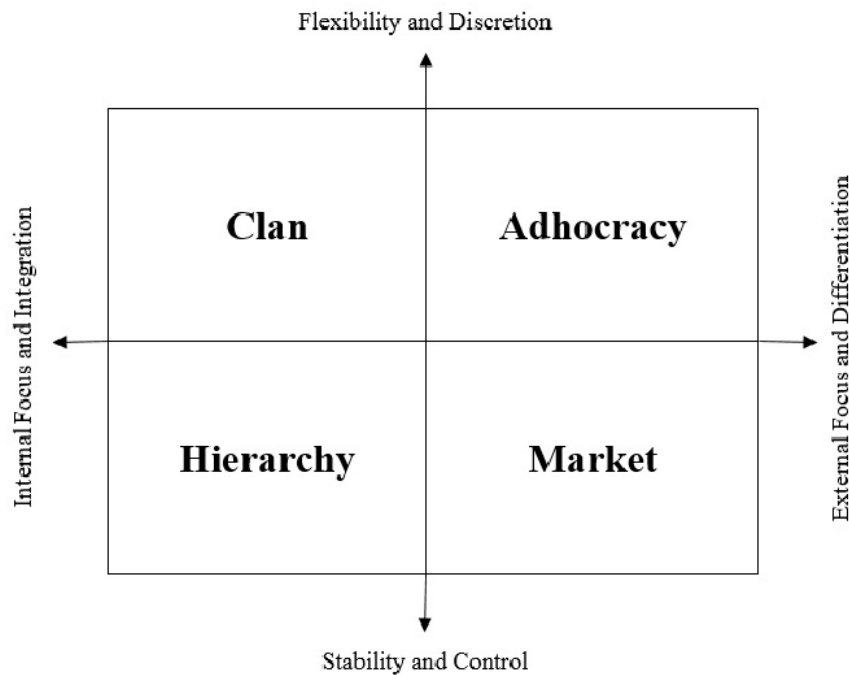 Flexibility and Discretion
Clan
Adhocracy
Internal Focus and Integration
External Focus and Differentiation
Hierarchy
Market
Stability and Control